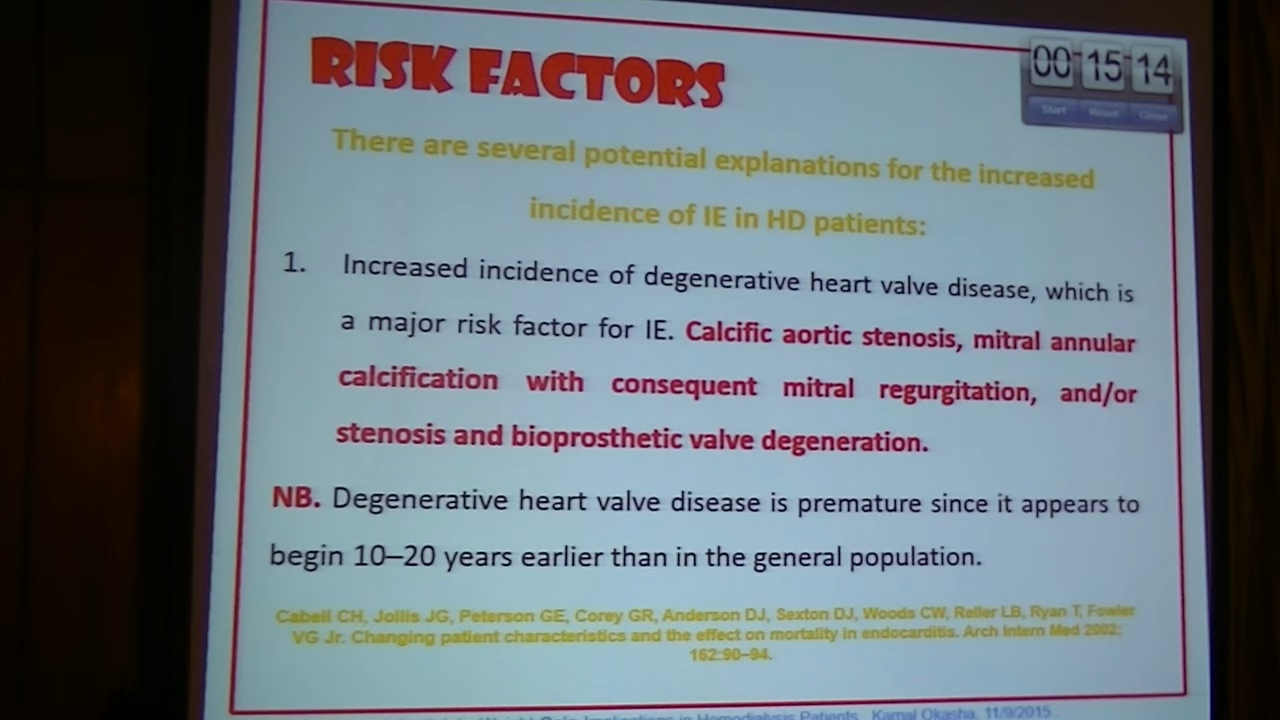 RISK FACTORS
00 15 14
Start Reset Close
There are several potential explanations for the increased
incidence of IE in HD patients:
1. Increased incidence of degenerative heart valve disease, which is
a major risk factor for IE. Calcific aortic stenosis, mitral annular
calcification with consequent mitral regurgitation, and/or
stenosis and bioprosthetic valve degeneration.
NB. Degenerative heart valve disease is premature since it appears to
begin 10–20 years earlier than in the general population.
Cabell CH, Jollis JG, Peterson GE, Corey GR, Anderson DJ, Sexton DJ, Woods CW, Reller LB, Ryan T, Fowler
VG Jr. Changing patient characteristics and the effect on mortality in endocarditis. Arch Intern Med 2002;
162:90–94.
Implications in Hemodialysis Patients Kamal Okasha, 11/9/2015